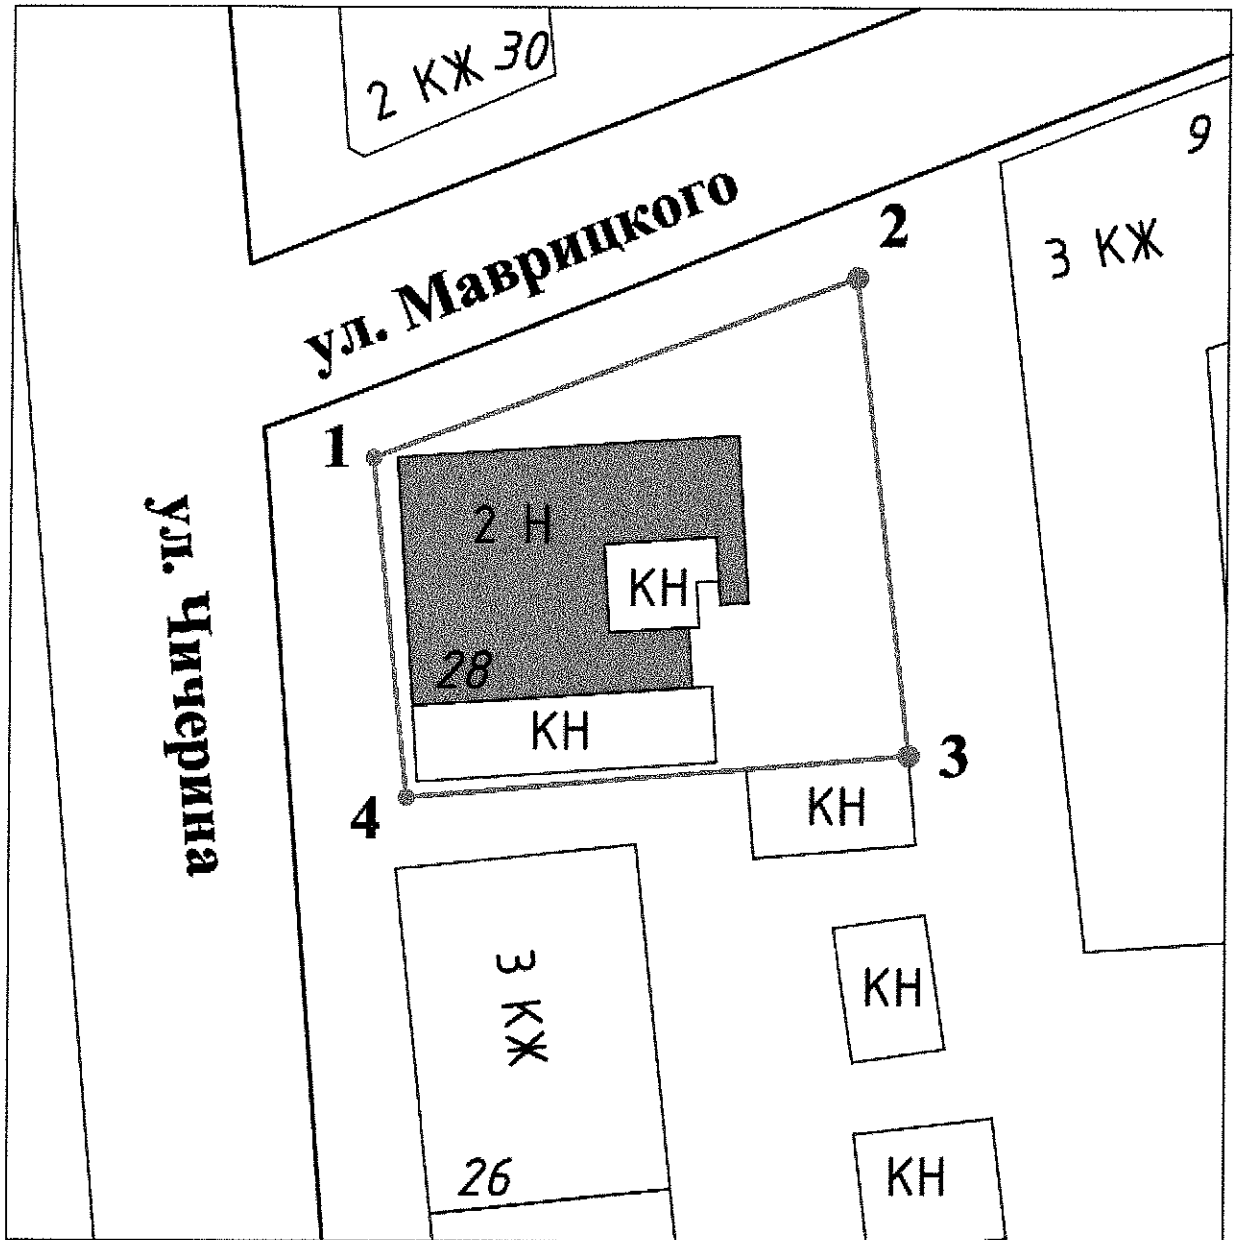 2 КЖ 30
9
3 КЖ
ул. Маврицкого
2
1
2 Н
КН
28
КН
ул. Чичерина
3
4
КН
3 КЖ
КН
26
КН